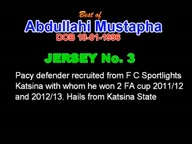 Best of
Abdullahi Mustapha
DOB 18-01-1996
JERSEY No. 3
Pacy defender recruited from F C Sportlights
Katsina with whom he won 2 FA cup 2011/12
and 2012/13. Hails from Katsina State